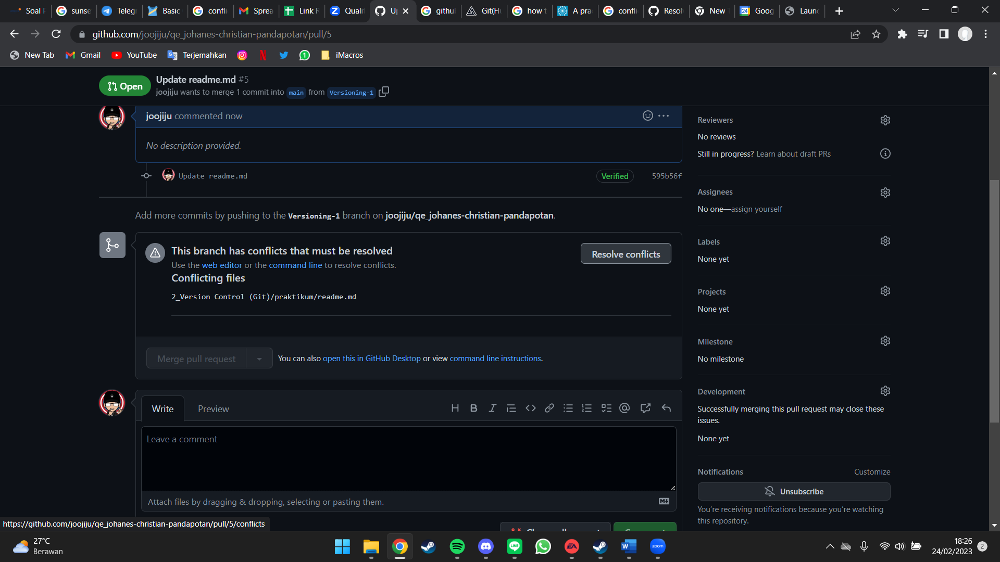 Soal
sunse
Teleg
Basic
confli
Sprea
Link R
Quali
U
githul
Git(H
how t
A pra
confli
Resol
New
Goog
Laun
github.com/joojiju/qe_johanes-christian-pandapotan/pull/5
New Tab
Gmail
YouTube
Terjemahkan
iMacros
Open
Update readme.md #5
joojiju wants to merge 1 commit into main from Versioning-1
joojiju commented now
No description provided.
Update readme.md
Verified
595b56f
Add more commits by pushing to the Versioning-1 branch on joojiju/qe_johanes-christian-pandapotan.
This branch has conflicts that must be resolved
Use the web editor or the command line to resolve conflicts.
Resolve conflicts
Conflicting files
2_Version Control (Git)/praktikum/readme.md
Merge pull request
You can also open this in GitHub Desktop or view command line instructions.
Write
Preview
Leave a comment
Attach files by dragging & dropping, selecting or pasting them.
Reviewers
No reviews
Still in progress? Learn about draft PRs
Assignees
No one—assign yourself
Labels
None yet
Projects
None yet
Milestone
No milestone
Development
Successfully merging this pull request may close these
issues.
None yet
Notifications
Customize
Unsubscribe
You're receiving notifications because you're watching
this repository.
https://github.com/joojiju/qe_johanes-christian-pandapotan/pull/5/conflicts
27°C
Berawan
18:26
24/02/2023
2